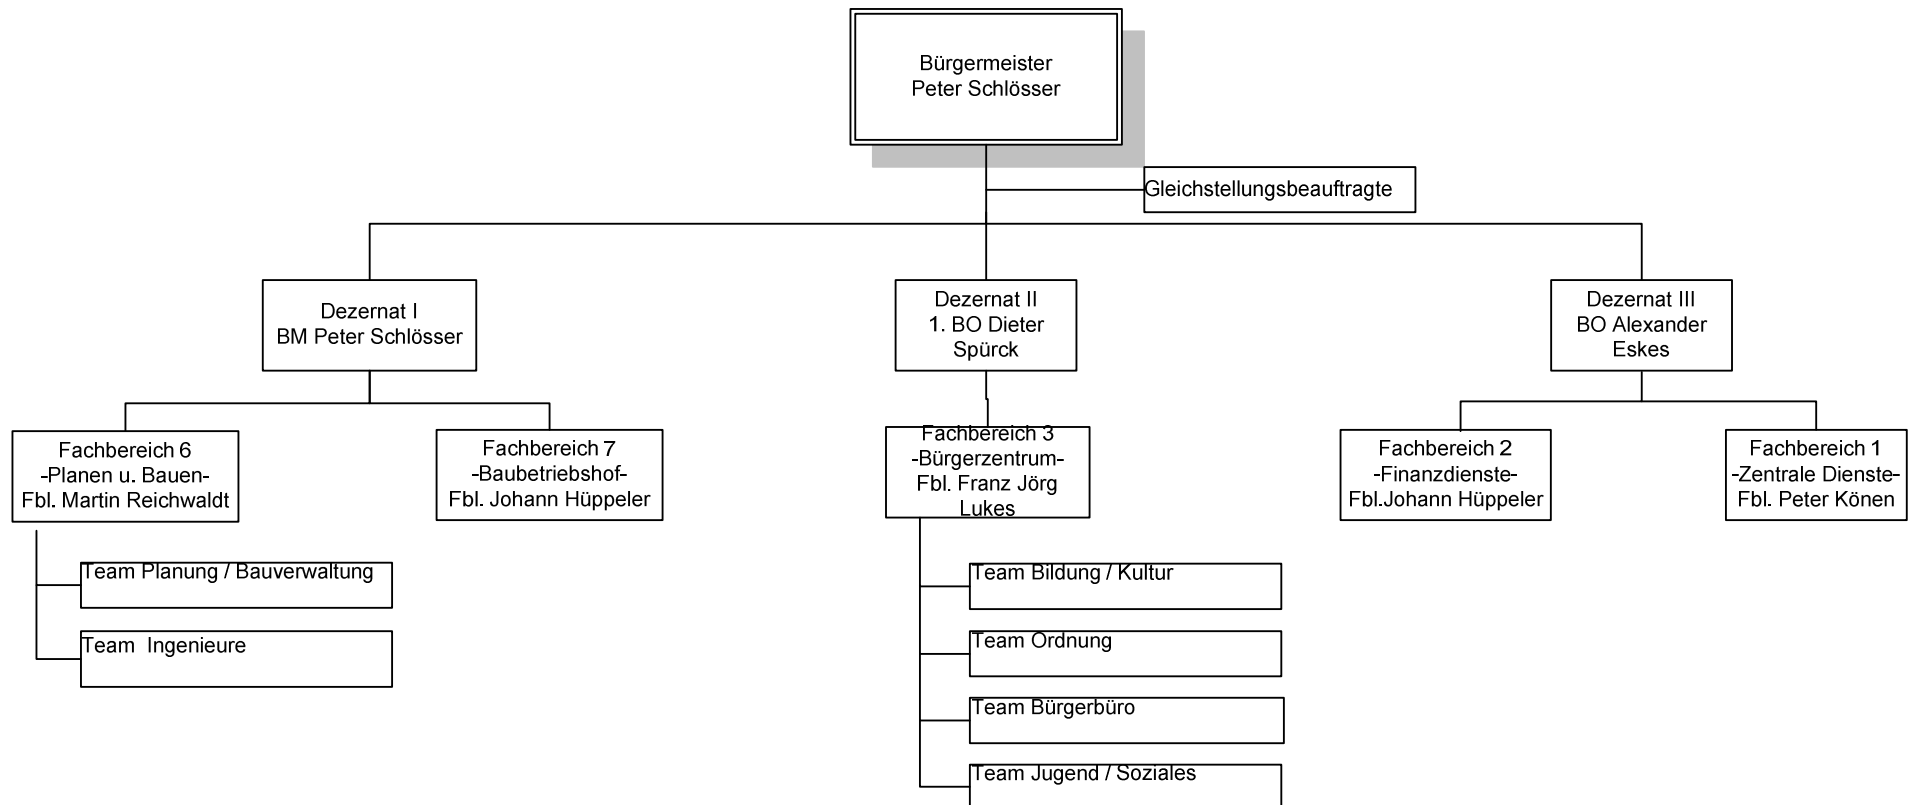 Bürgermeister
Peter Schlösser
Gleichstellungsbeauftragte
Dezernat I
BM Peter Schlösser
Dezernat II
1. BO Dieter
Spürck
Dezernat III
BO Alexander
Eskes
Fachbereich 6
-Planen u. Bauen-
Fbl. Martin Reichwaldt
Fachbereich 7
-Baubetriebshof-
Fbl. Johann Hüppeler
Fachbereich 3
-Bürgerzentrum-
Fbl. Franz Jörg
Lukes
Fachbereich 2
-Finanzdienste-
Fbl.Johann Hüppeler
Fachbereich 1
-Zentrale Dienste-
Fbl. Peter Könen
Team Planung / Bauverwaltung
Team  Ingenieure
Team Bildung / Kultur
Team Ordnung
Team Bürgerbüro
Team Jugend / Soziales